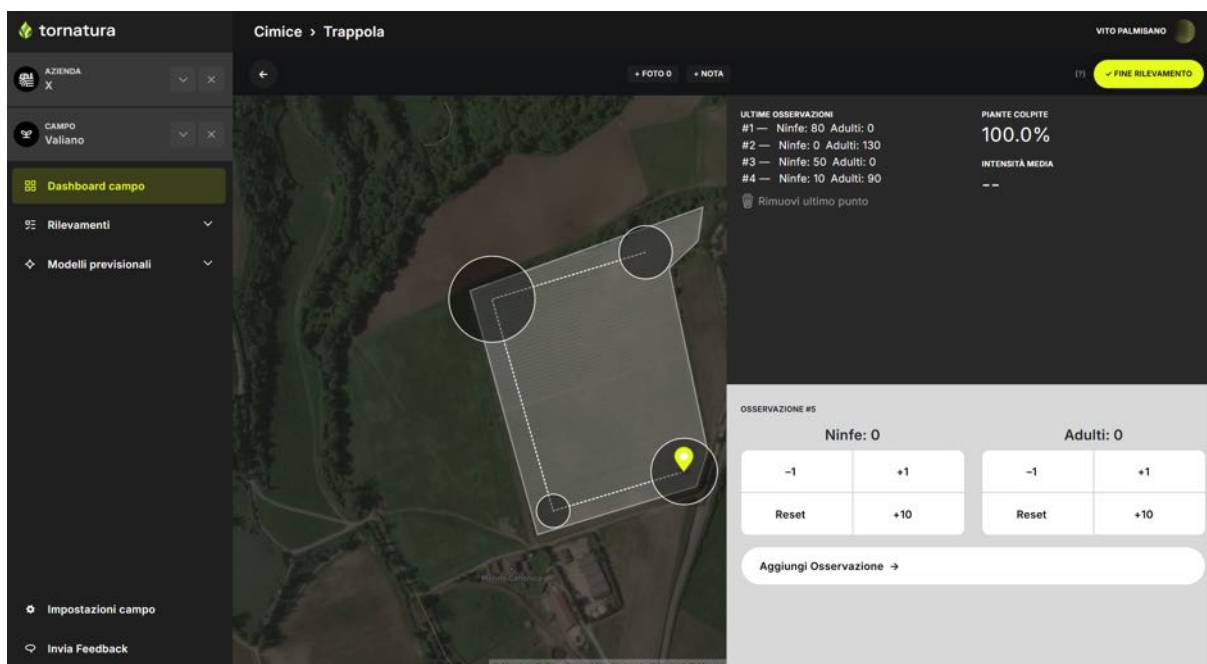 tornatura
Cimice › Trappola
VITO PALMISANO
AZIENDA
X
CAMPO
Valiano
Dashboard campo
Rilevamenti
Modelli previsionali
Impostazioni campo
Invia Feedback
+ FOTO 0
+ NOTA
(?)
✓ FINE RILEVAMENTO
ULTIME OSSERVAZIONI
#1 — Ninfe: 80 Adulti: 0
#2 — Ninfe: 0 Adulti: 130
#3 — Ninfe: 50 Adulti: 0
#4 — Ninfe: 10 Adulti: 90
Rimuovi ultimo punto
PIANTE COLPITE
100.0%
INTENSITÀ MEDIA
--
OSSERVAZIONE #5
Ninfe: 0
-1
+1
Reset
+10
Adulti: 0
-1
+1
Reset
+10
Aggiungi Osservazione →